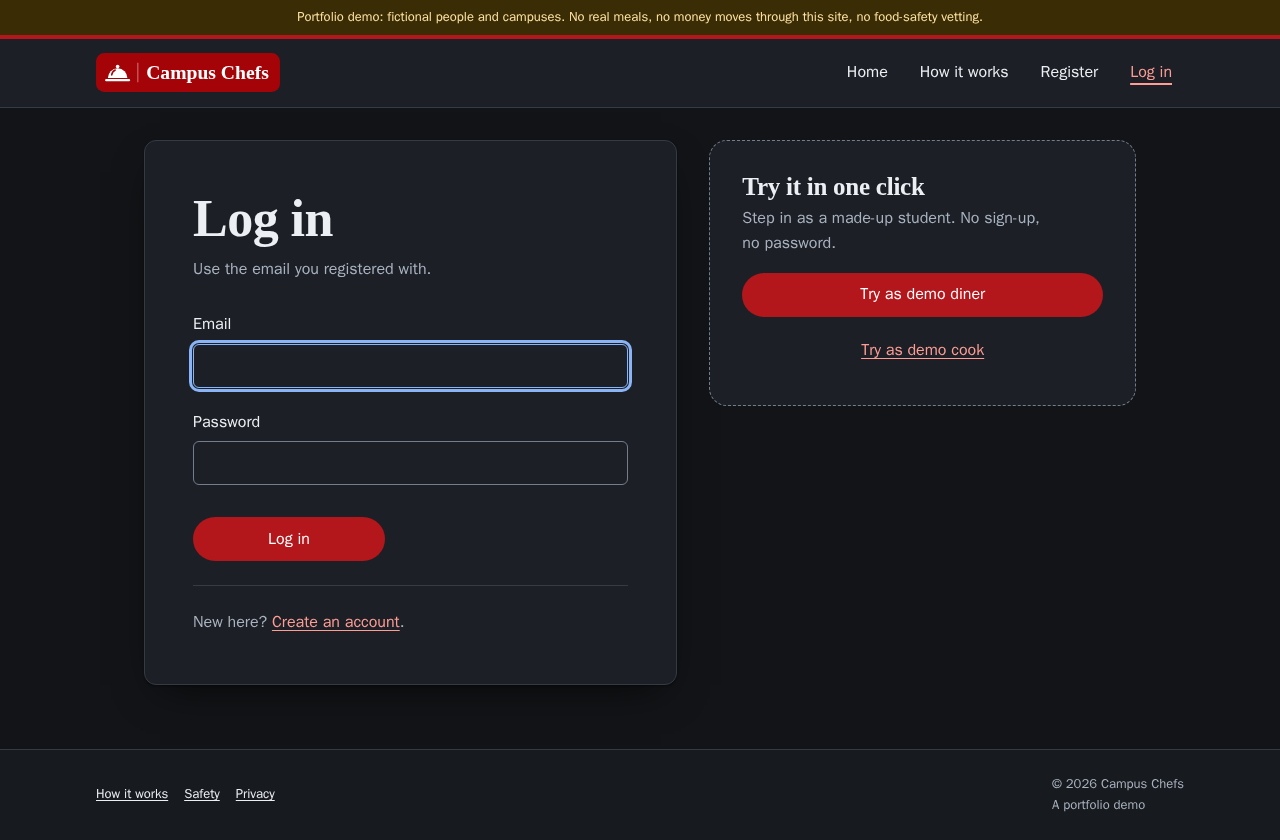 Portfolio demo: fictional people and campuses. No real meals, no money moves through this site, no food-safety vetting.
Campus Chefs
Home
How it works
Register
Log in
Log in
Use the email you registered with.
Email
Password
Log in
New here? Create an account.
Try it in one click
Step in as a made-up student. No sign-up,
no password.
Try as demo diner
Try as demo cook
How it works
Safety
Privacy
© 2026 Campus Chefs
A portfolio demo